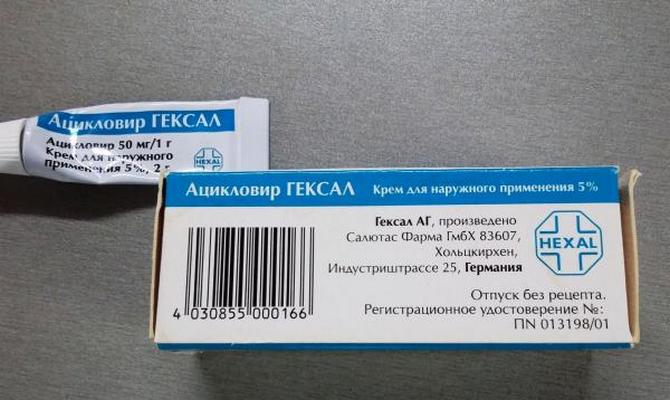 Ацикловир ГЕКСАЛ
Ацикловир 50 мг/1 г
Крем для наружного
применения 5%, 2 г
HEXAL
Ацикловир ГЕКСАЛ Крем для наружного применения 5%
Гексал АГ, произведено
Салютас Фарма ГмбХ 83607,
Хольцкирхен,
Индустриштрассе 25, Германия
HEXAL
4 030855 000166
Отпуск без рецепта.
Регистрационное удостоверение №:
ПN 013198/01